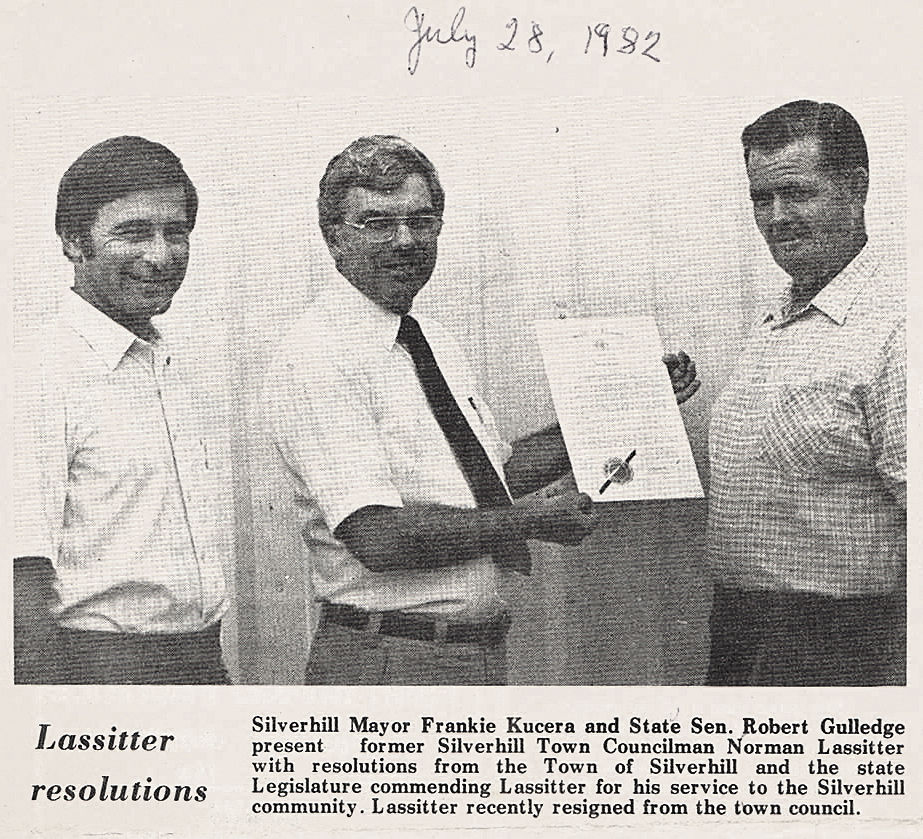 July 28, 1982
Lassitter
resolutions
Silverhill Mayor Frankie Kucera and State Sen. Robert Gulledge
present former Silverhill Town Councilman Norman Lassitter
with resolutions from the Town of Silverhill and the state
Legislature commending Lassitter for his service to the Silverhill
community. Lassitter recently resigned from the town council.